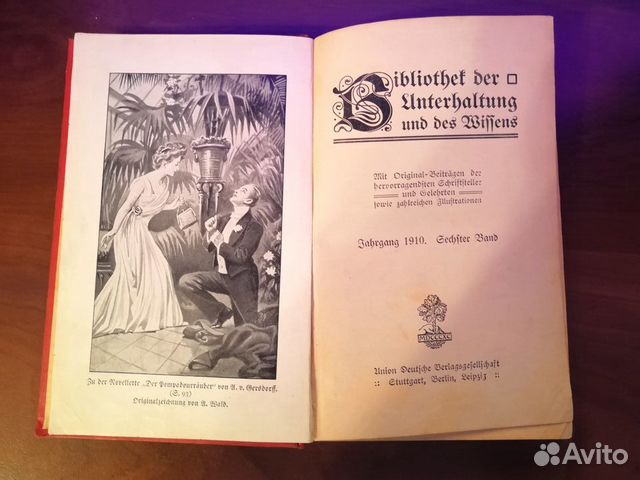 Zu der Novellette „Der Pompadourräuber“ von A. v. Gersdorff.
(S. 93)
Originalzeichnung von A. Wald.
Bibliothek der
Unterhaltung
und des Wissens
Mit Original-Beiträgen der
hervorragendsten Schriftsteller
und Gelehrten
sowie zahlreichen Illustrationen
Jahrgang 1910. Sechster Band
MDCCCXC
Union Deutsche Verlagsgesellschaft
:: Stuttgart, Berlin, Leipzig ::
Avito